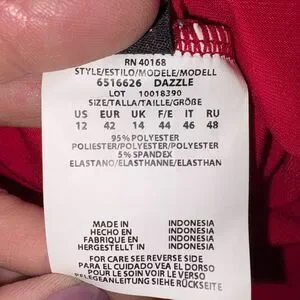 RN 40168
STYLE/ESTILO/MODELE/MODELL
6516626 DAZZLE
LOT 10018390
SIZE/TALLA/TAILLE/GRÖßE
US EUR UK F/E IT RU
12 42 14 44 46 48
95% POLYESTER
POLIESTER/POLYESTER/POLYESTER
5% SPANDEX
ELASTANO/ELASTHANNE/ELASTHAN
MADE IN INDONESIA
HECHO EN INDONESIA
FABRIQUE EN INDONESIA
HERGESTELLT IN INDONESIA
FOR CARE SEE REVERSE SIDE
PARA EL CUIDADO VEA AL DORSO
POUR LE SOIN VOIR LE VERSO
PFLEGEANLEITUNG SIEHE RÜCKSEITE